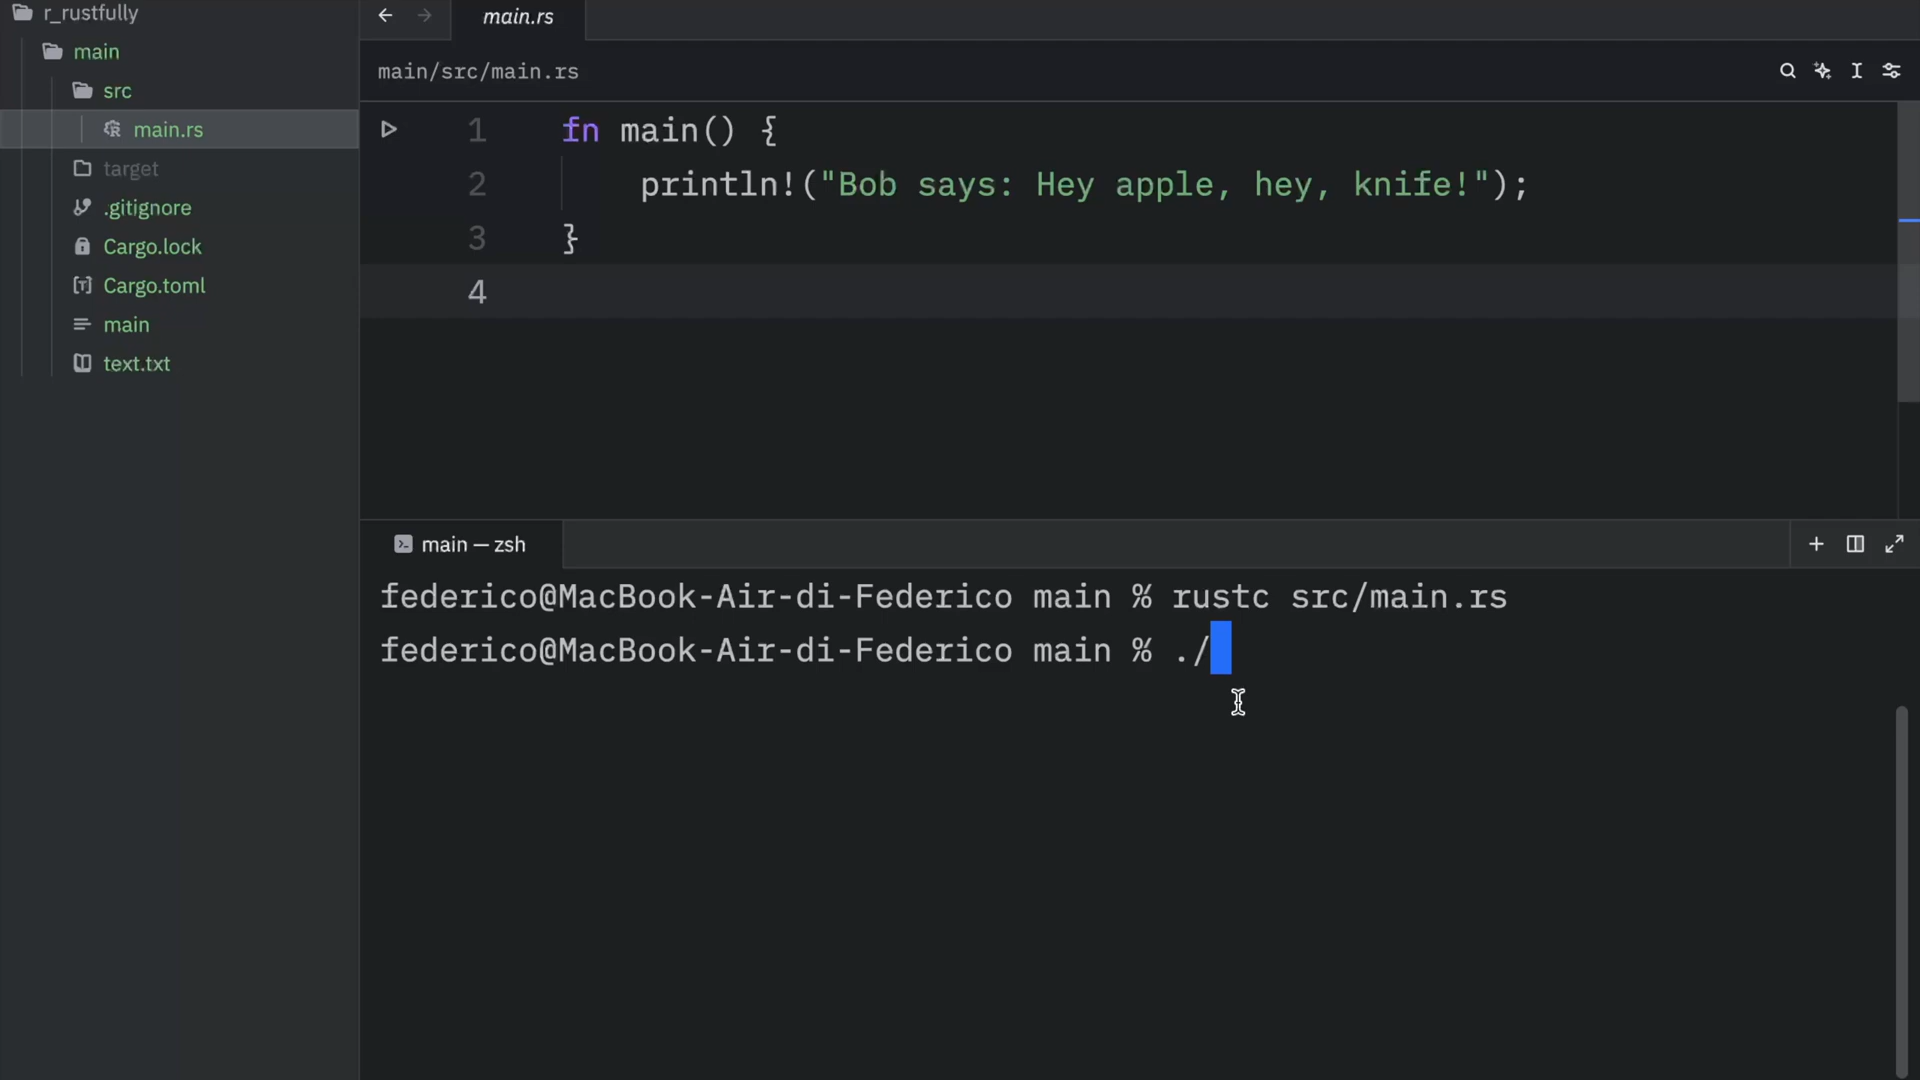 r_rustfully
main
src
main.rs
target
.gitignore
Cargo.lock
Cargo.toml
main
text.txt
main.rs
main/src/main.rs
1 fn main() {
2 println!("Bob says: Hey apple, hey, knife!");
3 }
4
main — zsh
federico@MacBook-Air-di-Federico main % rustc src/main.rs
federico@MacBook-Air-di-Federico main % ./